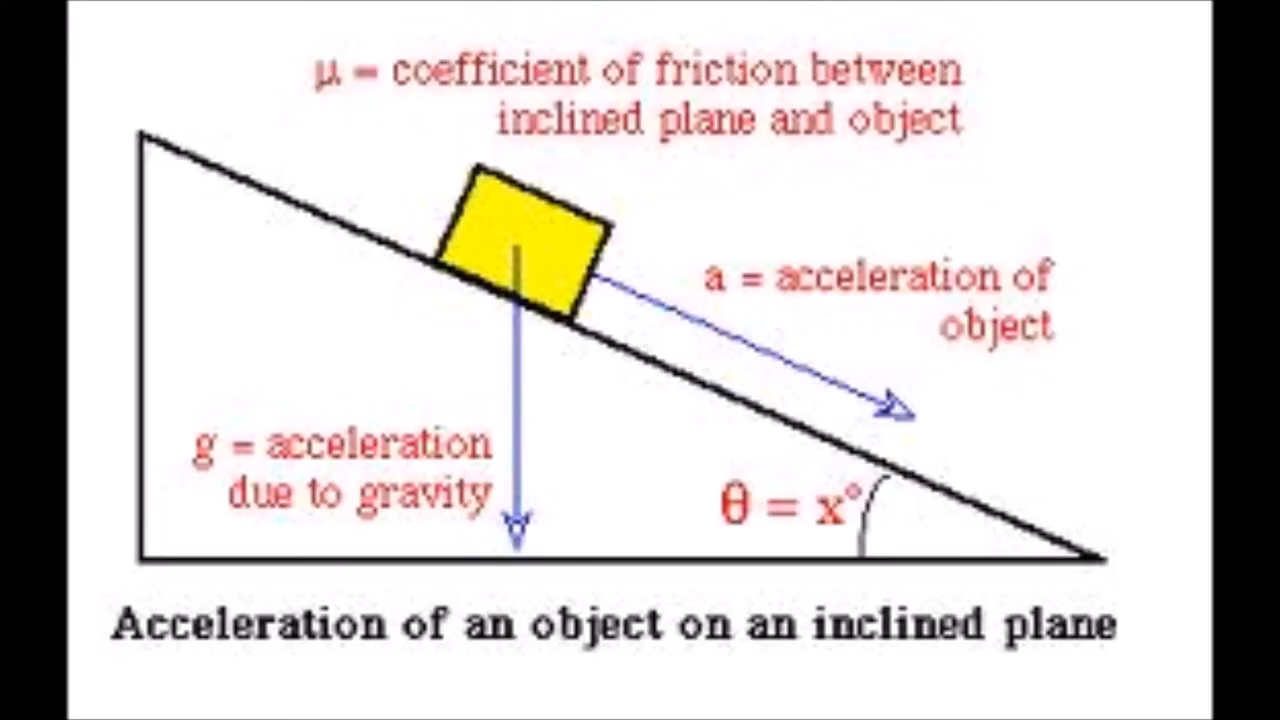 μ = coefficient of friction between
inclined plane and object
a = acceleration of
object
g = acceleration
due to gravity
θ = x°
Acceleration of an object on an inclined plane